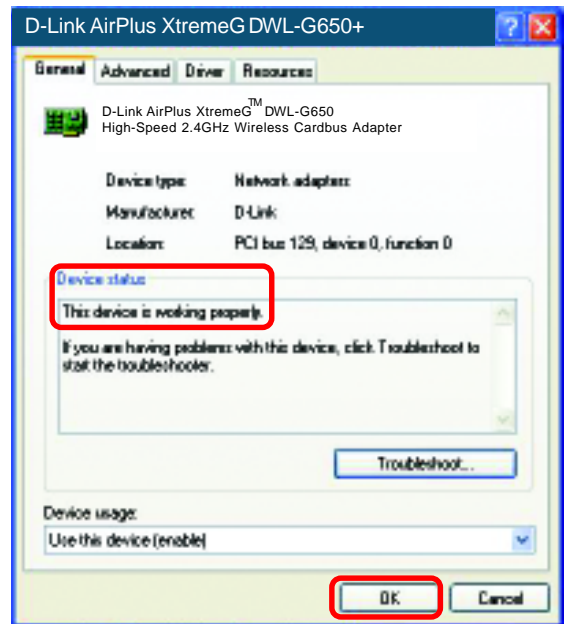 D-Link AirPlus XtremeG DWL-G650+
General Advanced Driver Resources
D-Link AirPlus XtremeG™ DWL-G650
High-Speed 2.4GHz Wireless Cardbus Adapter
Device type: Network adapters
Manufacturer: D-Link
Location: PCI bus 129, device 0, function 0
Device status
This device is working properly.
If you are having problems with this device, click Troubleshoot to
start the troubleshooter.
Troubleshoot...
Device usage:
Use this device (enable)
OK Cancel